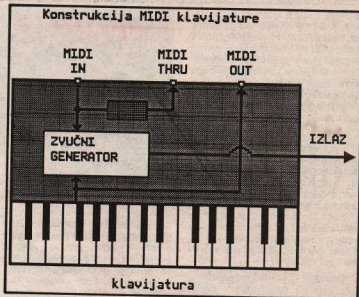 Konstrukcija MIDI klavijature
MIDI IN
MIDI THRU
MIDI OUT
ZVUČNI GENERATOR
IZLAZ
klavijatura